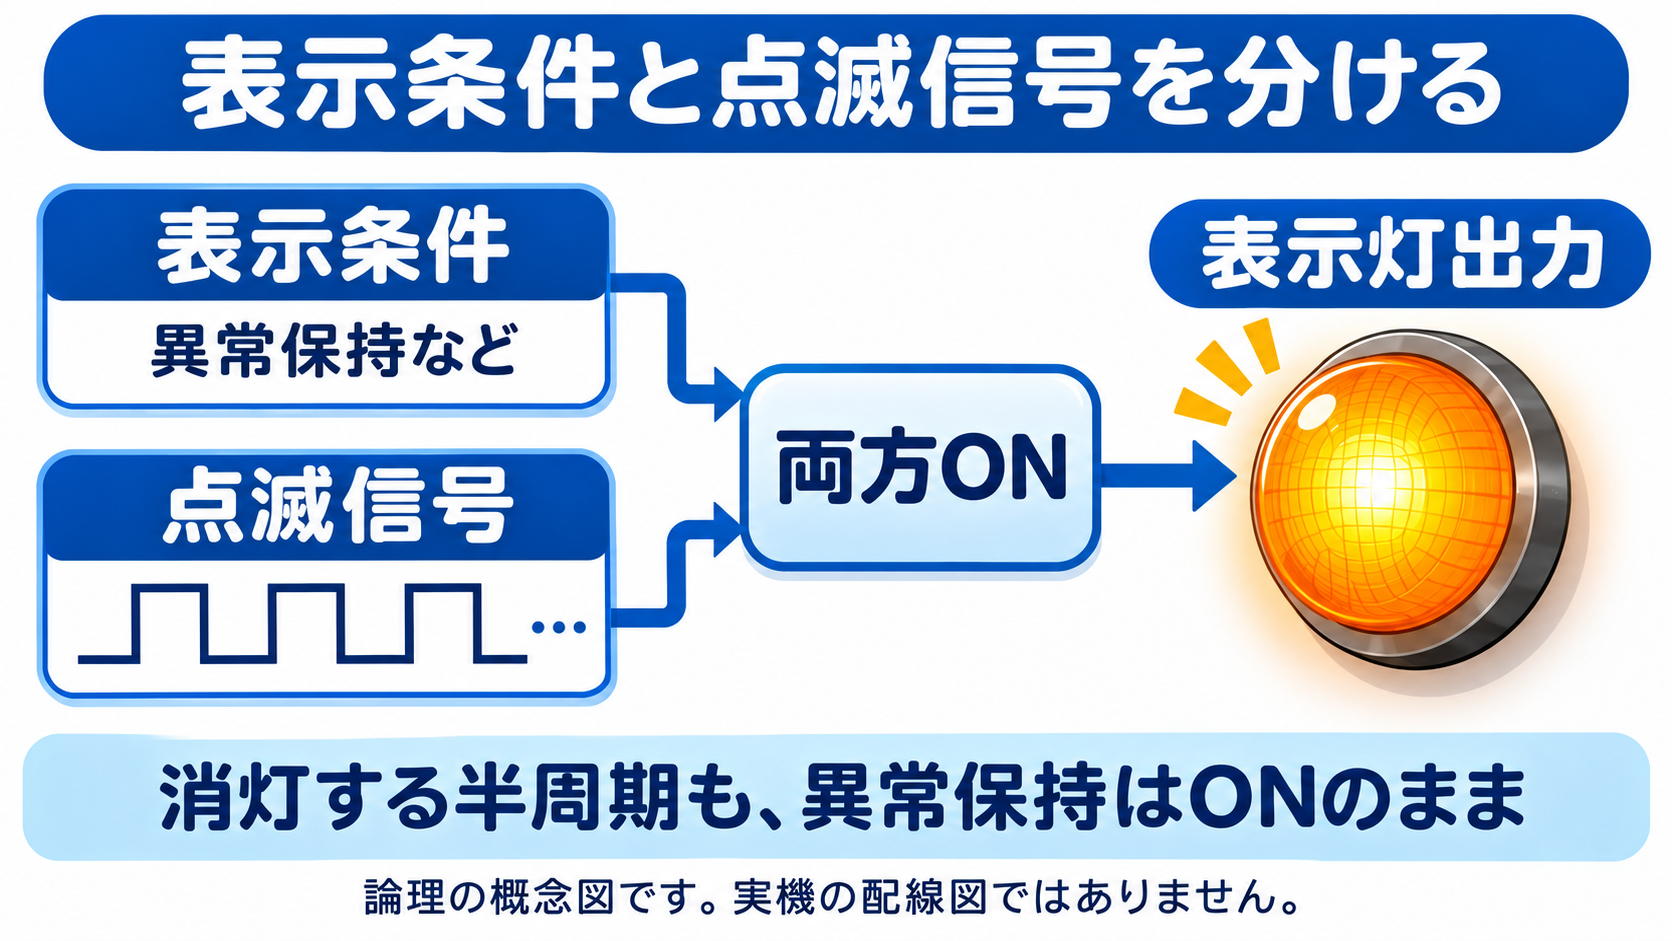 表示条件と点滅信号を分ける
表示条件
異常保持など
点滅信号
両方ON
表示灯出力
消灯する半周期も、異常保持はONのまま
論理の概念図です。実機の配線図ではありません。